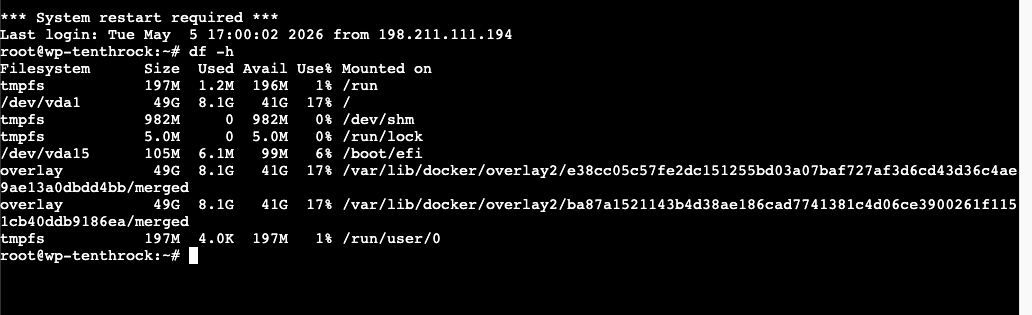 *** System restart required ***
Last login: Tue May  5 17:00:02 2026 from 198.211.111.194
root@wp-tenthrock:~# df -h
Filesystem      Size  Used Avail Use% Mounted on
tmpfs           197M  1.2M  196M   1% /run
/dev/vda1        49G  8.1G   41G  17% /
tmpfs           982M     0  982M   0% /dev/shm
tmpfs           5.0M     0  5.0M   0% /run/lock
/dev/vda15      105M  6.1M   99M   6% /boot/efi
overlay          49G  8.1G   41G  17% /var/lib/docker/overlay2/e38cc05c57fe2dc151255bd03a07baf727af3d6cd43d36c4ae
9ae13a0dbdd4bb/merged
overlay          49G  8.1G   41G  17% /var/lib/docker/overlay2/ba87a1521143b4d38ae186cad7741381c4d06ce3900261f115
1cb40ddb9186ea/merged
tmpfs           197M  4.0K  197M   1% /run/user/0
root@wp-tenthrock:~#